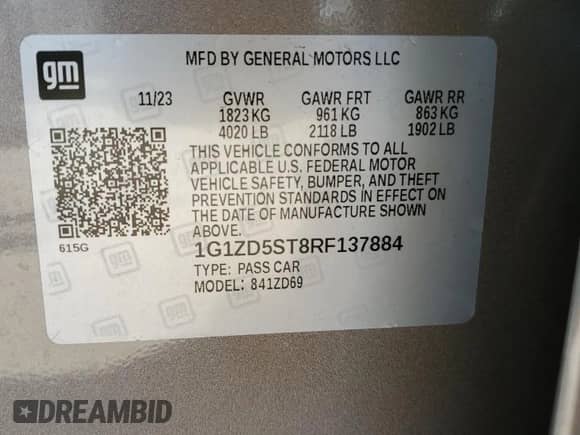 gm
MFD BY GENERAL MOTORS LLC
11/23 GVWR GAWR FRT GAWR RR
1823 KG 961 KG 863 KG
4020 LB 2118 LB 1902 LB
THIS VEHICLE CONFORMS TO ALL
APPLICABLE U.S. FEDERAL MOTOR
VEHICLE SAFETY, BUMPER, AND THEFT
PREVENTION STANDARDS IN EFFECT ON
THE DATE OF MANUFACTURE SHOWN
ABOVE.
615G
1G1ZD5ST8RF137884
TYPE: PASS CAR
MODEL: 841ZD69
DREAMBID